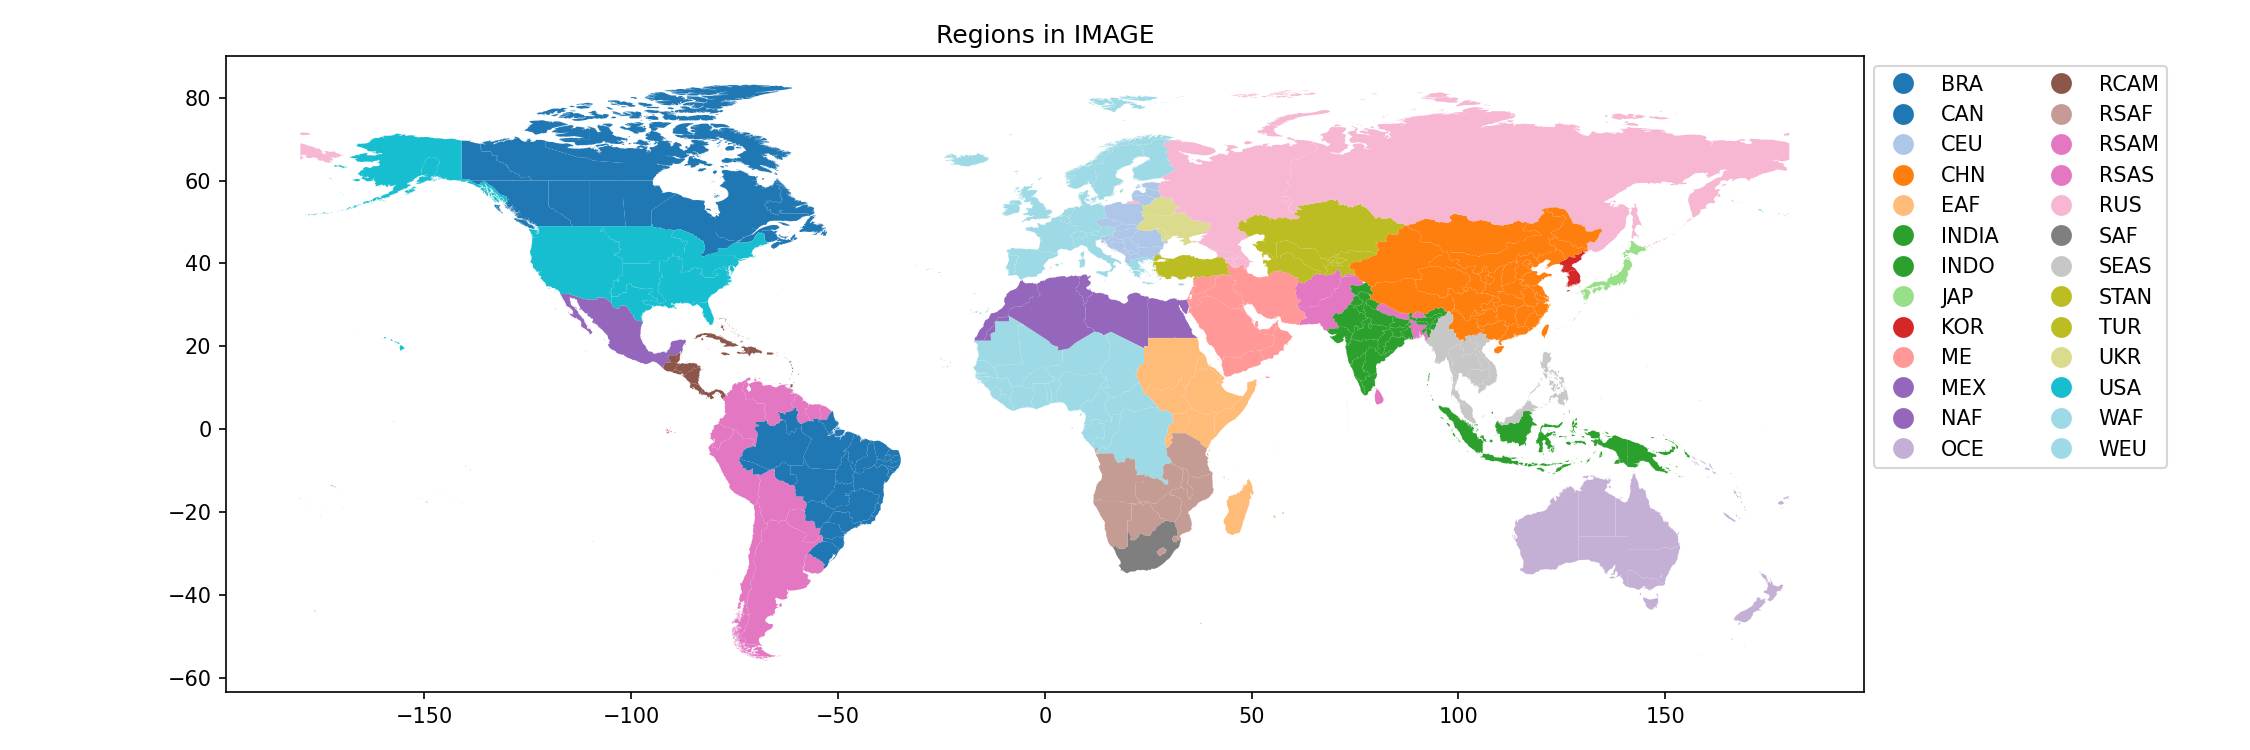 Regions in IMAGE
80
60
40
20
0
−20
−40
−60
−150
−100
−50
0
50
100
150
BRA
CAN
CEU
CHN
EAF
INDIA
INDO
JAP
KOR
ME
MEX
NAF
OCE
RCAM
RSAF
RSAM
RSAS
RUS
SAF
SEAS
STAN
TUR
UKR
USA
WAF
WEU